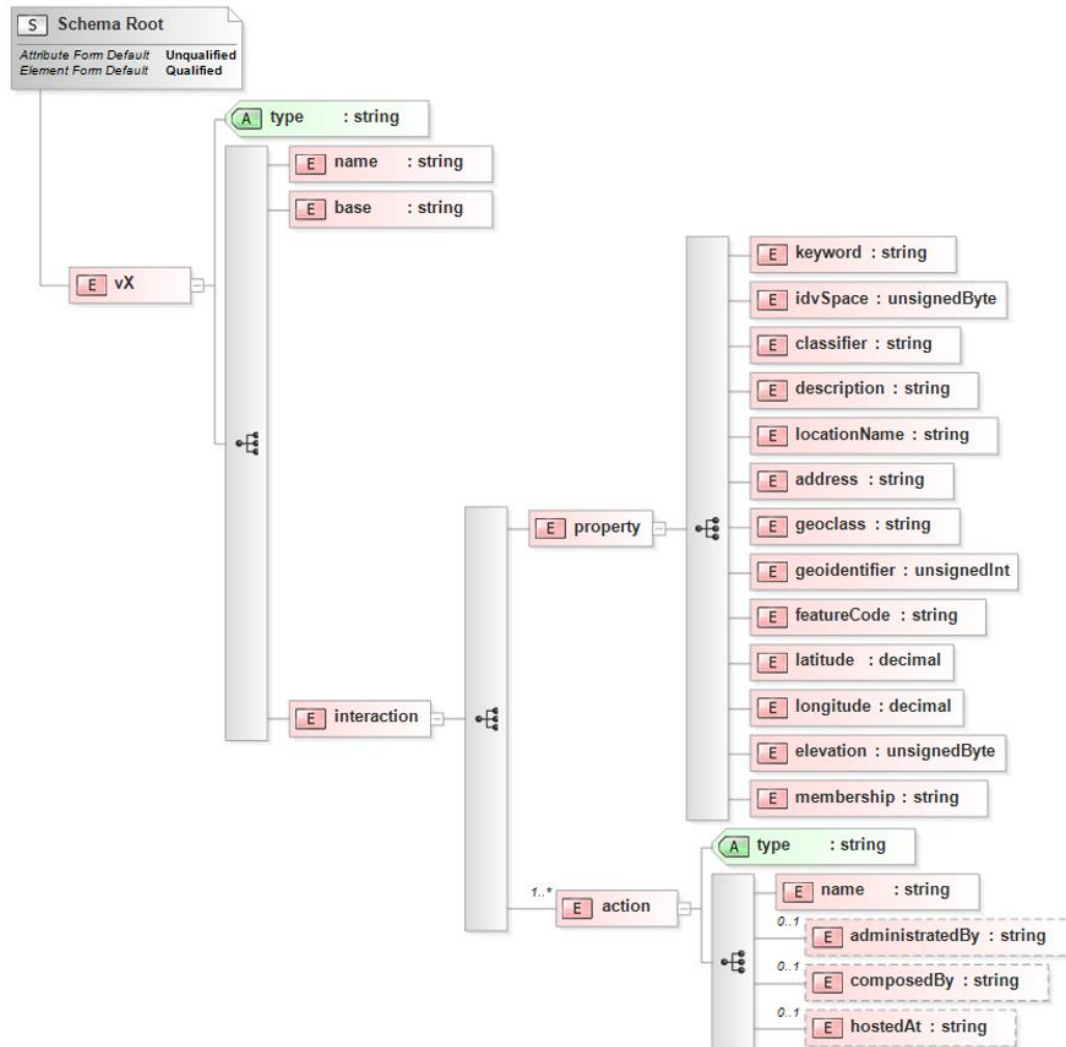 S Schema Root
Attribute Form Default Unqualified
Element Form Default Qualified
A type : string
E name : string
E base : string
E vX
E keyword : string
E idvSpace : unsignedByte
E classifier : string
E description : string
E locationName : string
E address : string
E property
E geoclass : string
E geoidentifier : unsignedInt
E featureCode : string
E latitude : decimal
E longitude : decimal
E interaction
E elevation : unsignedByte
E membership : string
A type : string
1..*
E action
E name : string
0..1
E administratedBy : string
0..1
E composedBy : string
0..1
E hostedAt : string